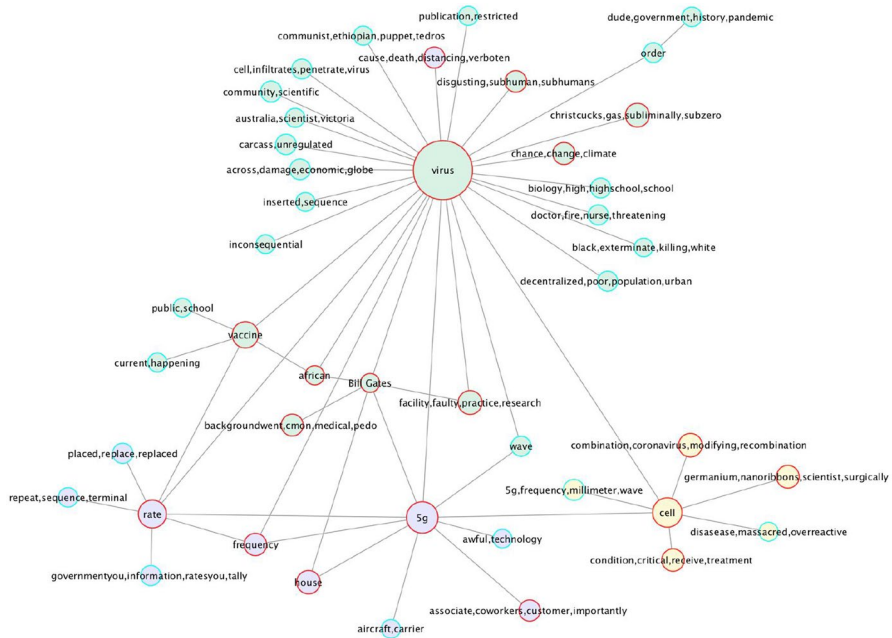 publication,restricted
dude,government,history,pandemic
communist,ethiopian,puppet,tedros
order
cause,death,distancing,verboten
cell,infiltrates,penetrate,virus
disgusting,subhuman,subhumans
community,scientific
christcucks,gas,subliminally,subzero
australia,scientist,victoria
carcass,unregulated
chance,change,climate
across,damage,economic,globe
virus
biology,high,highschool,school
inserted,sequence
doctor,fire,nurse,threatening
inconsequential
black,exterminate,killing,white
decentralized,poor,population,urban
public,school
vaccine
current,happening
african
Bill Gates
facility,faulty,practice,research
backgroundwent,cmon,medical,pedo
wave
combination,coronavirus,modifying,recombination
placed,replace,replaced
germanium,nanoribbons,scientist,surgically
5g,frequency,millimeter,wave
repeat,sequence,terminal
rate
5g
cell
disasease,massacred,overreactive
awful,technology
frequency
condition,critical,receive,treatment
governmentyou,information,ratesyou,tally
house
associate,coworkers,customer,importantly
aircraft,carrier